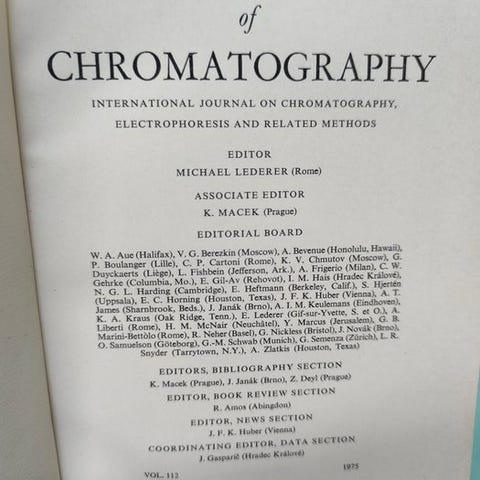 of
CHROMATOGRAPHY
INTERNATIONAL JOURNAL ON CHROMATOGRAPHY,
ELECTROPHORESIS AND RELATED METHODS
EDITOR
MICHAEL LEDERER (Rome)
ASSOCIATE EDITOR
K. MACEK (Prague)
EDITORIAL BOARD
W. A. Aue (Halifax), V. G. Berezkin (Moscow), A. Bevenue (Honolulu, Hawaii),
P. Boulanger (Lille), C. P. Cartoni (Rome), K. V. Chmutov (Moscow), G.
Duyckaerts (Liège), L. Fishbein (Jefferson, Ark.), A. Frigerio (Milan), C. W.
Gehrke (Columbia, Mo.), E. Gil-Av (Rehovot), I. M. Hais (Hradec Králové),
N. G. L. Harding (Cambridge), E. Heftmann (Berkeley, Calif.), S. Hjertén
(Uppsala), E. C. Horning (Houston, Texas), J. F. K. Huber (Vienna), A. T.
James (Sharnbrook, Beds.), J. Janák (Brno), A. I. M. Keulemans (Eindhoven),
K. A. Kraus (Oak Ridge, Tenn.), E. Lederer (Gif-sur-Yvette, S. et O.), A.
Liberti (Rome), H. M. McNair (Neuchâtel), Y. Marcus (Jerusalem), G. B.
Marini-Bettòlo (Rome), R. Neher (Basel), G. Nickless (Bristol), J. Novák (Brno),
O. Samuelson (Göteborg), G.-M. Schwab (Munich), G. Semenza (Zürich), L. R.
Snyder (Tarrytown, N.Y.), A. Zlatkis (Houston, Texas)
EDITORS, BIBLIOGRAPHY SECTION
K. Macek (Prague), J. Janák (Brno), Z. Deyl (Prague)
EDITOR, BOOK REVIEW SECTION
R. Amos (Abingdon)
EDITOR, NEWS SECTION
J. F. K. Huber (Vienna)
COORDINATING EDITOR, DATA SECTION
J. Gasparič (Hradec Králové)
VOL. 112
1975